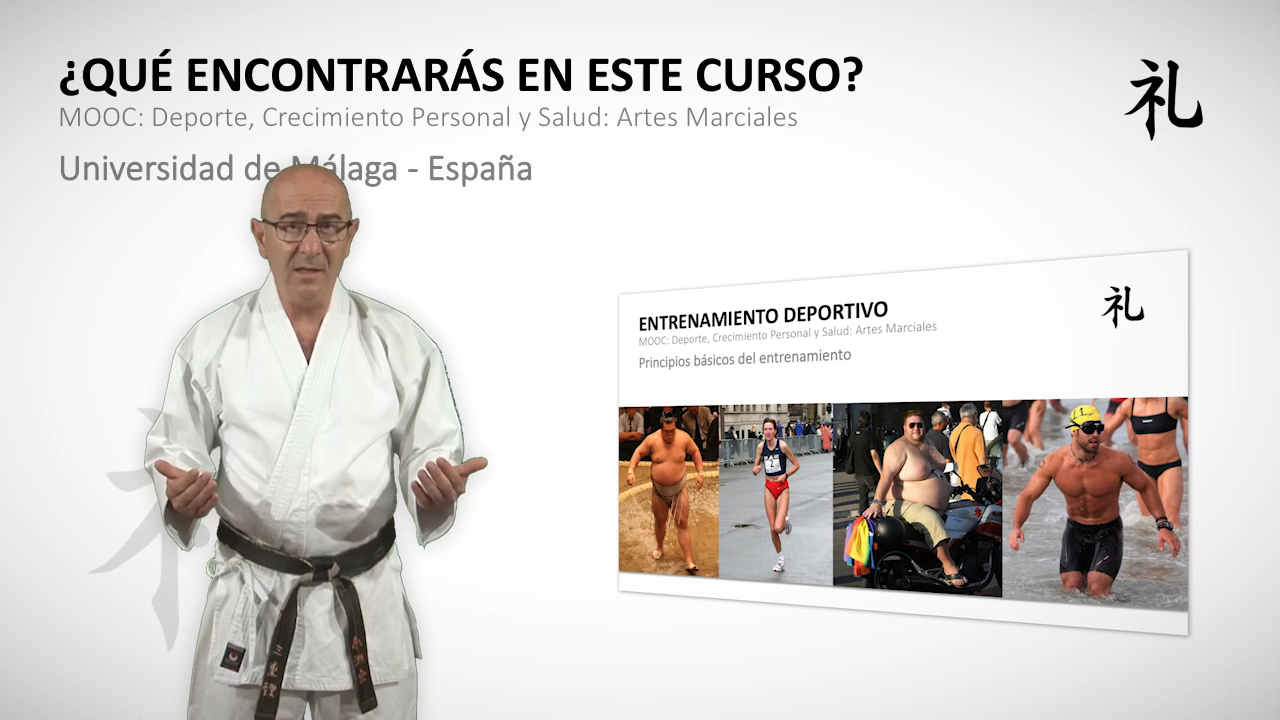 ¿QUÉ ENCONTRARÁS EN ESTE CURSO?
MOOC: Deporte, Crecimiento Personal y Salud: Artes Marciales
Universidad de Málaga - España
礼
ENTRENAMIENTO DEPORTIVO
MOOC: Deporte, Crecimiento Personal y Salud: Artes Marciales
Principios básicos del entrenamiento
礼